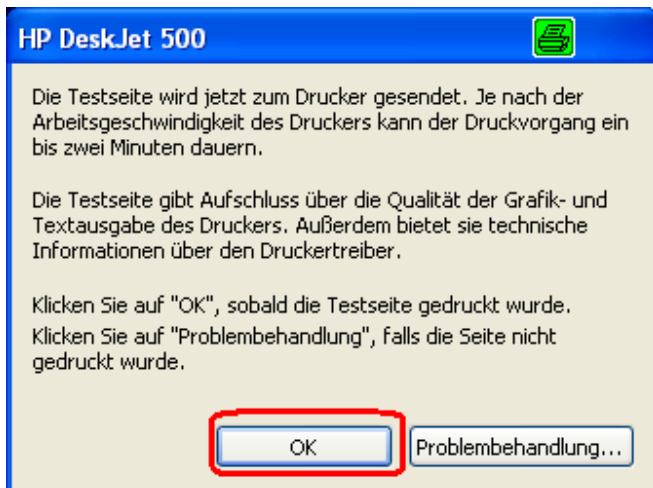 HP DeskJet 500
Die Testseite wird jetzt zum Drucker gesendet. Je nach der
Arbeitsgeschwindigkeit des Druckers kann der Druckvorgang ein
bis zwei Minuten dauern.
Die Testseite gibt Aufschluss über die Qualität der Grafik- und
Textausgabe des Druckers. Außerdem bietet sie technische
Informationen über den Druckertreiber.
Klicken Sie auf "OK", sobald die Testseite gedruckt wurde.
Klicken Sie auf "Problembehandlung", falls die Seite nicht
gedruckt wurde.
OK
Problembehandlung...